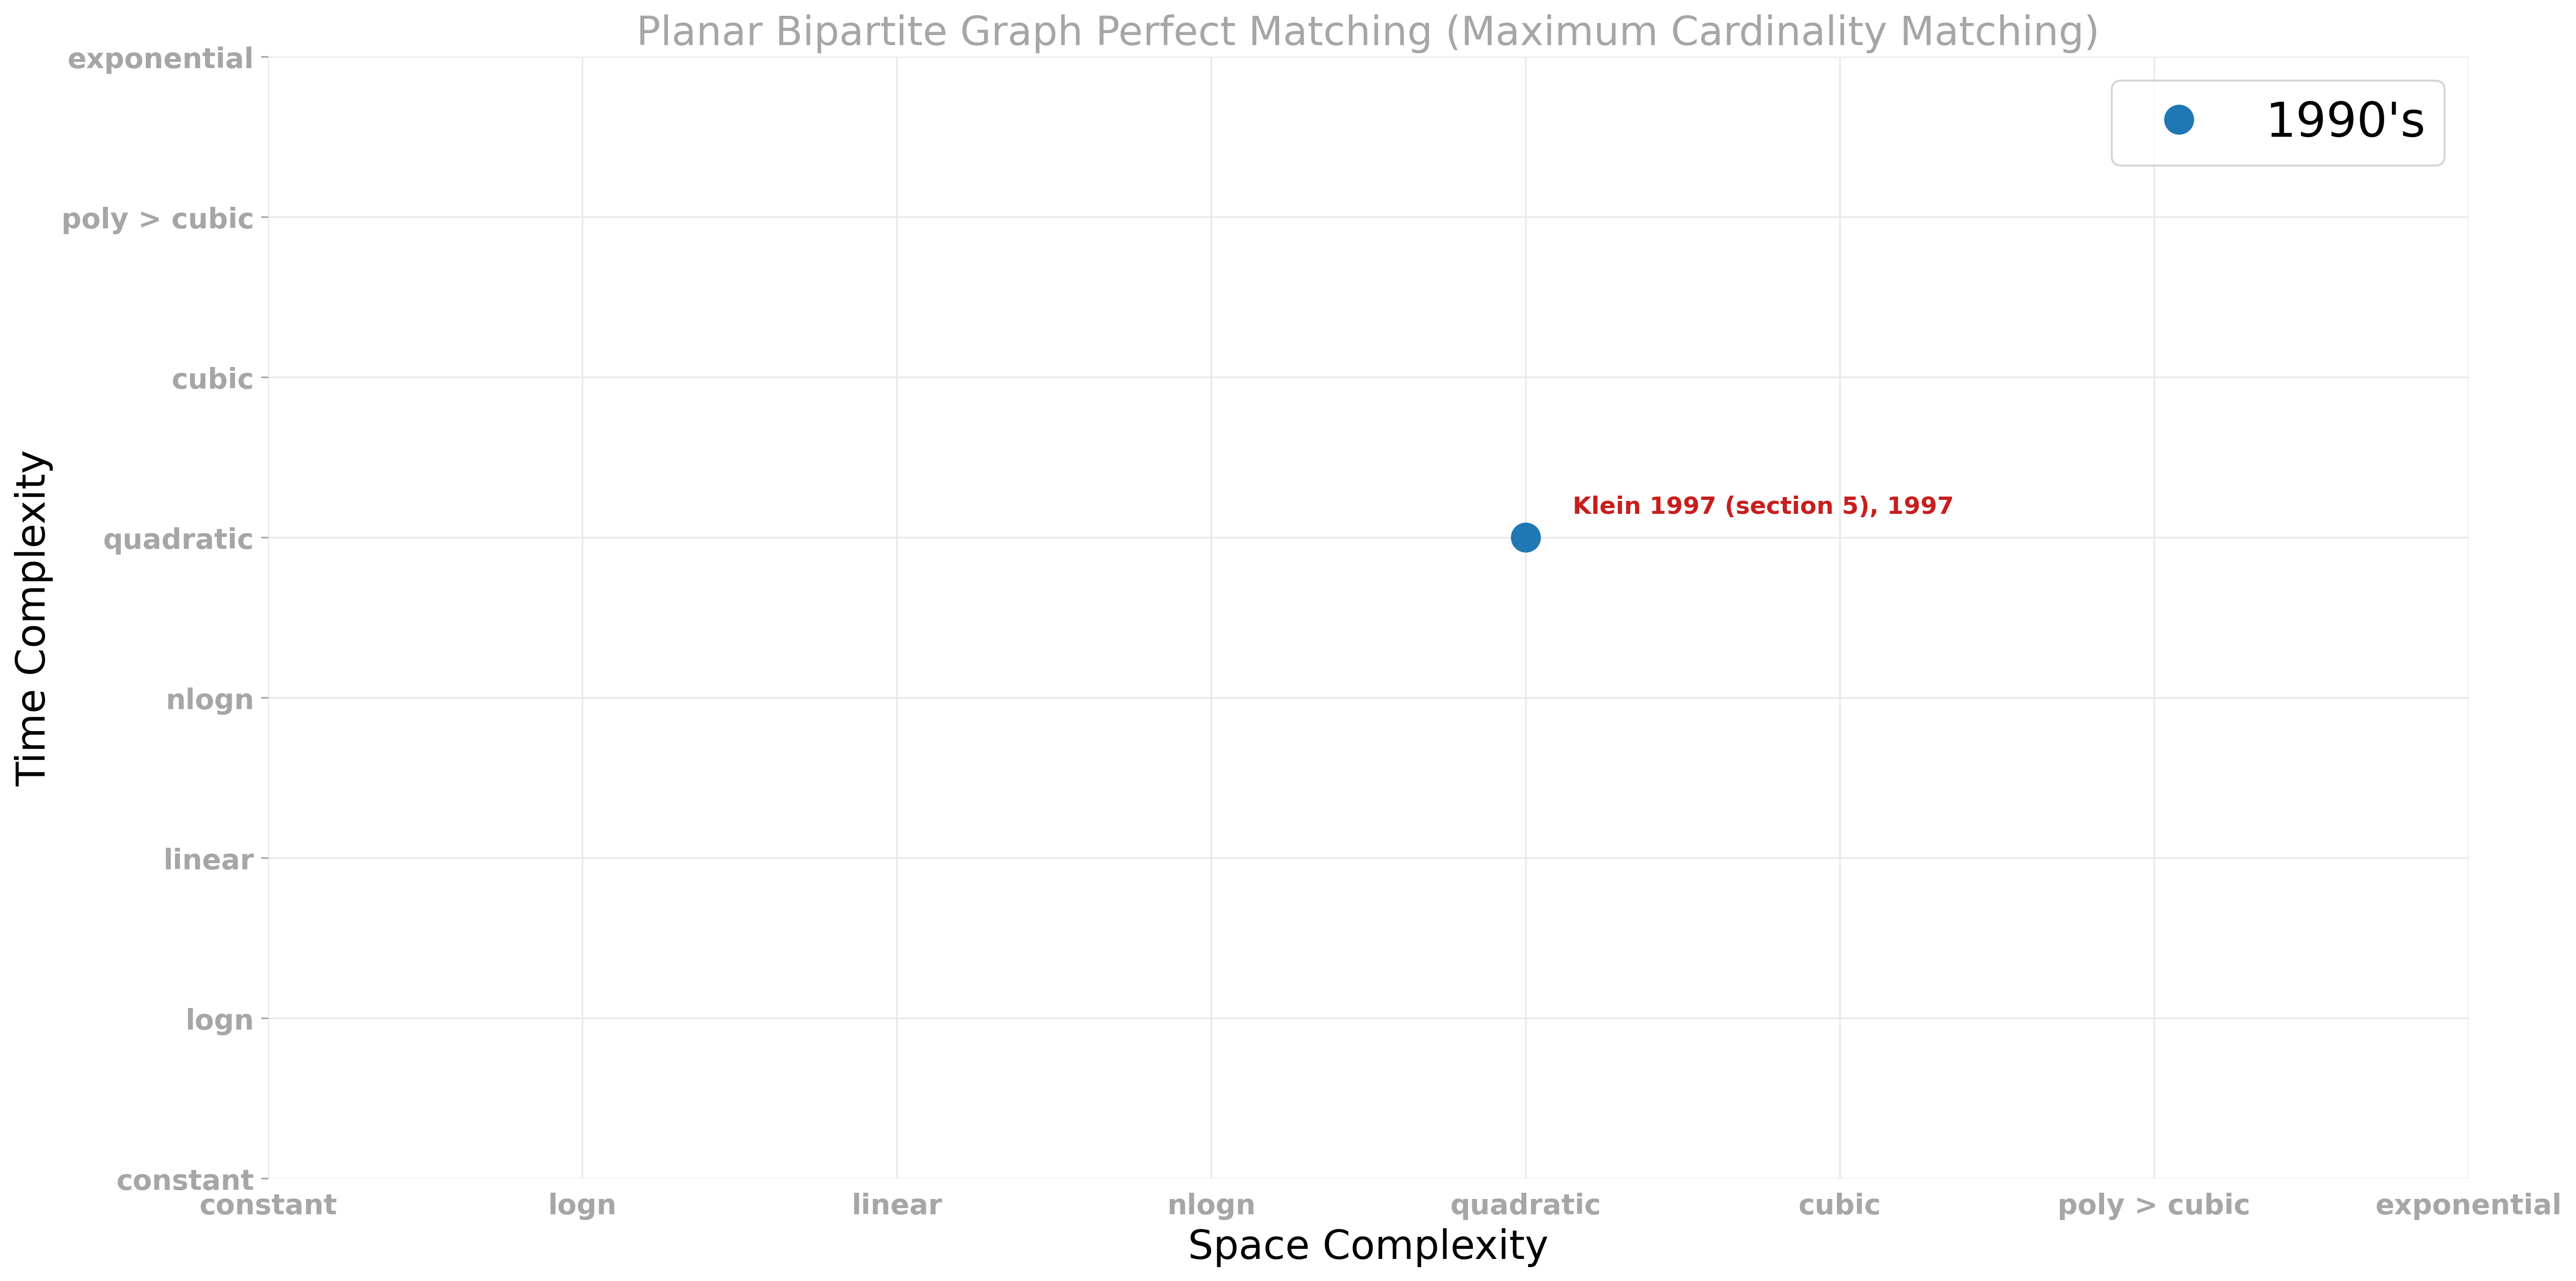 Planar Bipartite Graph Perfect Matching (Maximum Cardinality Matching)
exponential
poly > cubic
cubic
quadratic
nlogn
linear
logn
constant
Time Complexity
1990's
Klein 1997 (section 5), 1997
constant
logn
linear
nlogn
quadratic
cubic
poly > cubic
exponential
Space Complexity